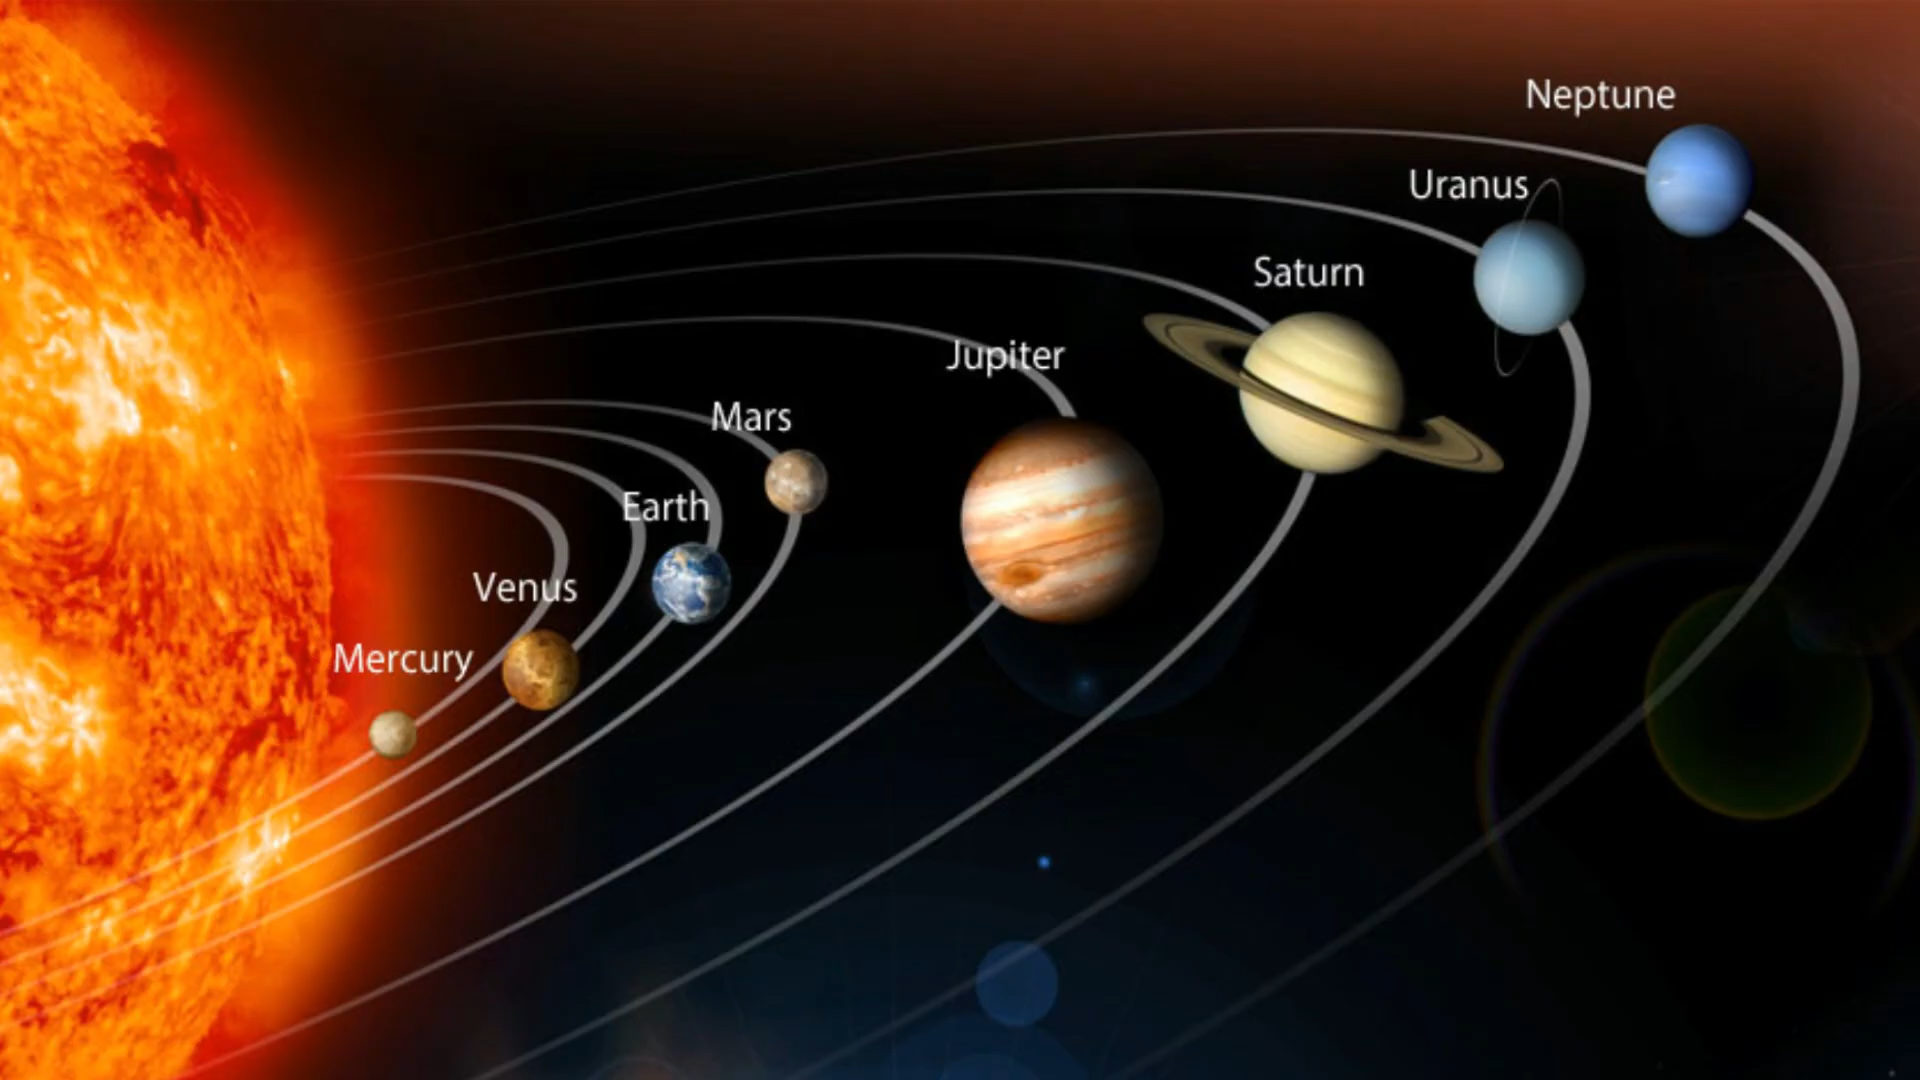 Neptune
Uranus
Saturn
Jupiter
Mars
Earth
Venus
Mercury